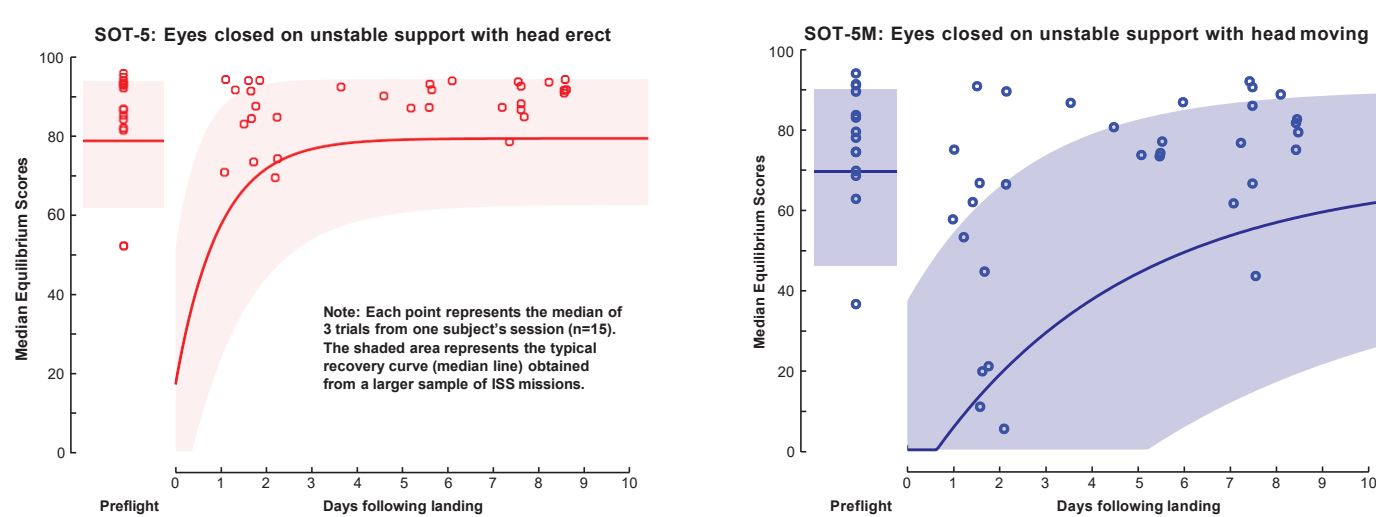 SOT-5: Eyes closed on unstable support with head erect
Median Equilibrium Scores
100
80
60
40
20
0
Note: Each point represents the median of
3 trials from one subject's session (n=15).
The shaded area represents the typical
recovery curve (median line) obtained
from a larger sample of ISS missions.
0 1 2 3 4 5 6 7 8 9 10
Preflight Days following landing
SOT-5M: Eyes closed on unstable support with head moving
Median Equilibrium Scores
100
80
60
40
20
0
0 1 2 3 4 5 6 7 8 9 10
Preflight Days following landing